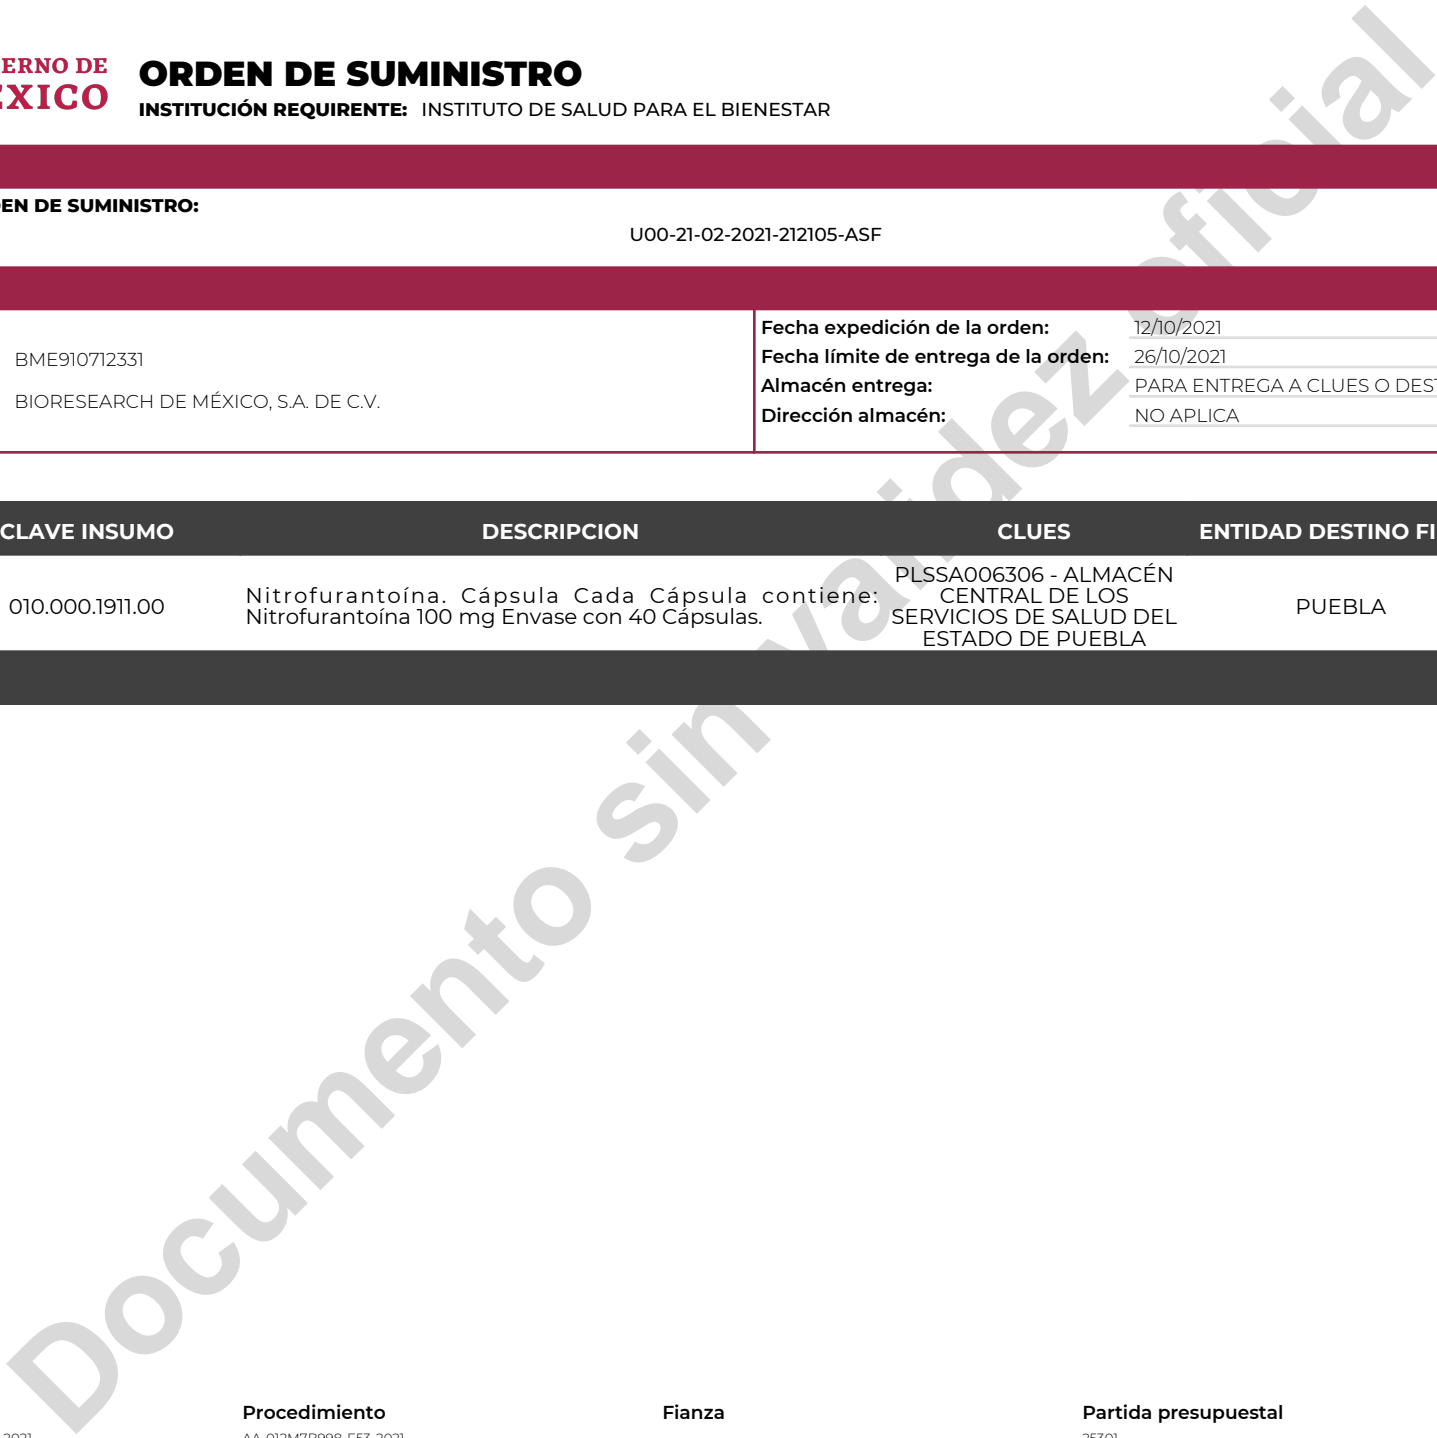 ERNO DE
ÉXICO
ORDEN DE SUMINISTRO
INSTITUCIÓN REQUIRENTE: INSTITUTO DE SALUD PARA EL BIENESTAR
EN DE SUMINISTRO:
U00-21-02-2021-212105-ASF
BME910712331
BIORESEARCH DE MÉXICO, S.A. DE C.V.
Fecha expedición de la orden: 12/10/2021
Fecha límite de entrega de la orden: 26/10/2021
Almacén entrega: PARA ENTREGA A CLUES O DEST
Dirección almacén: NO APLICA
CLAVE INSUMO DESCRIPCION CLUES ENTIDAD DESTINO FI
010.000.1911.00
Nitrofurantoína. Cápsula Cada Cápsula contiene:
Nitrofurantoína 100 mg Envase con 40 Cápsulas.
PLSSA006306 - ALMACÉN
CENTRAL DE LOS
SERVICIOS DE SALUD DEL
ESTADO DE PUEBLA
PUEBLA
Documento sin validez oficial
Procedimiento Fianza Partida presupuestal